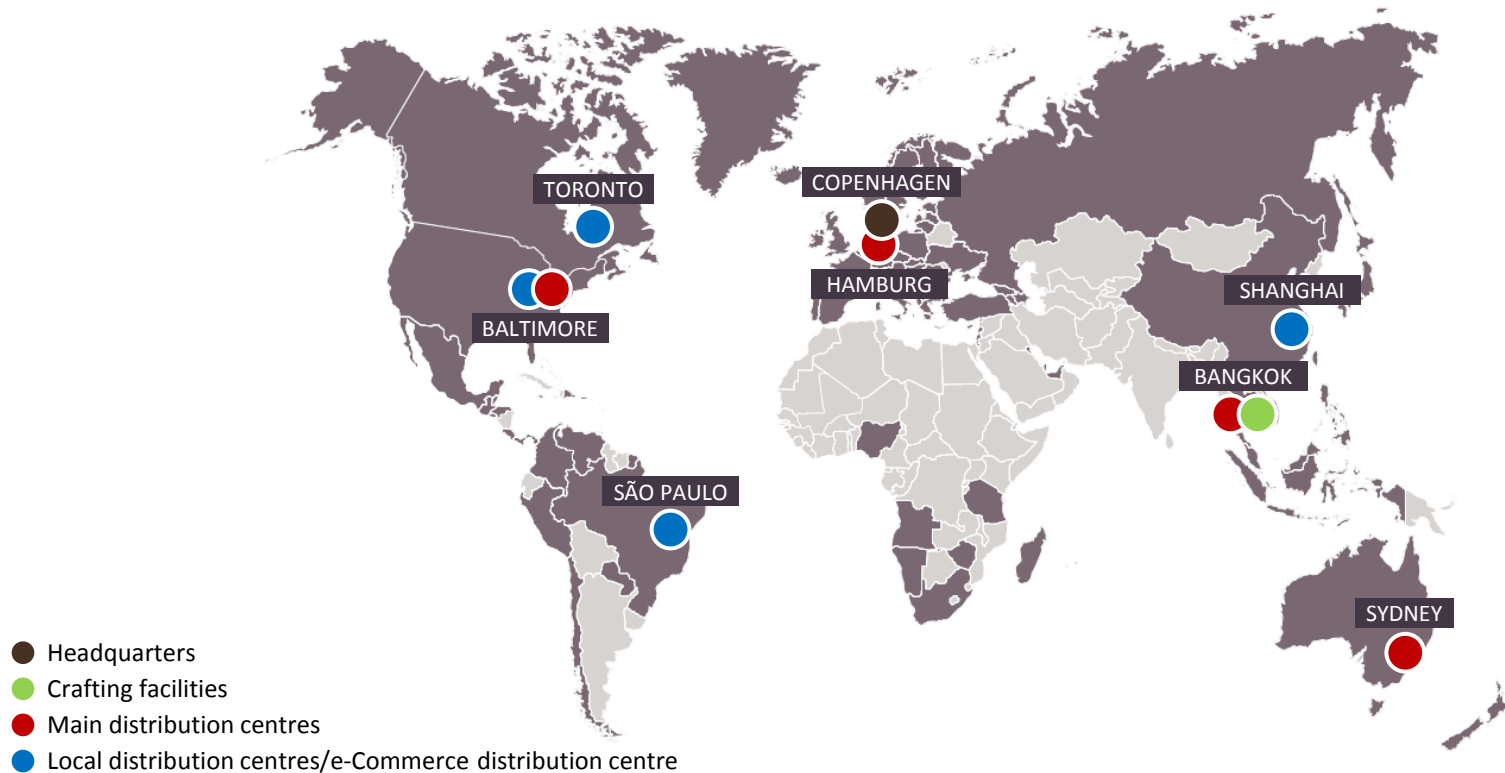 TORONTO
COPENHAGEN
HAMBURG
SHANGHAI
BALTIMORE
BANGKOK
SÃO PAULO
SYDNEY
Headquarters
Crafting facilities
Main distribution centres
Local distribution centres/e-Commerce distribution centre